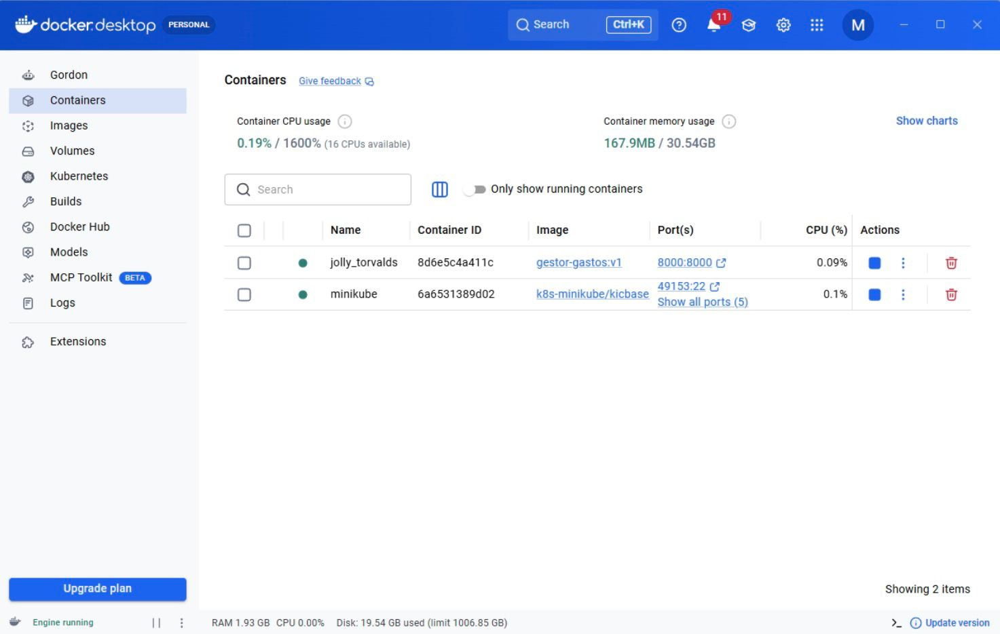 docker.desktop PERSONAL Search Ctrl+K 11 M
Gordon
Containers
Images
Volumes
Kubernetes
Builds
Docker Hub
Models
MCP Toolkit BETA
Logs
Extensions
Upgrade plan
Containers Give feedback
Container CPU usage
0.19% / 1600% (16 CPUs available)
Container memory usage
167.9MB / 30.54GB
Show charts
Search
Only show running containers
Name Container ID Image Port(s) CPU (%) Actions
jolly_torvalds 8d6e5c4a411c gestor-gastos:v1 8000:8000 0.09%
minikube 6a6531389d02 k8s-minikube/kicbase 49153:22 0.1%
Show all ports (5)
Showing 2 items
Engine running RAM 1.93 GB CPU 0.00% Disk: 19.54 GB used (limit 1006.85 GB) >_ Update version